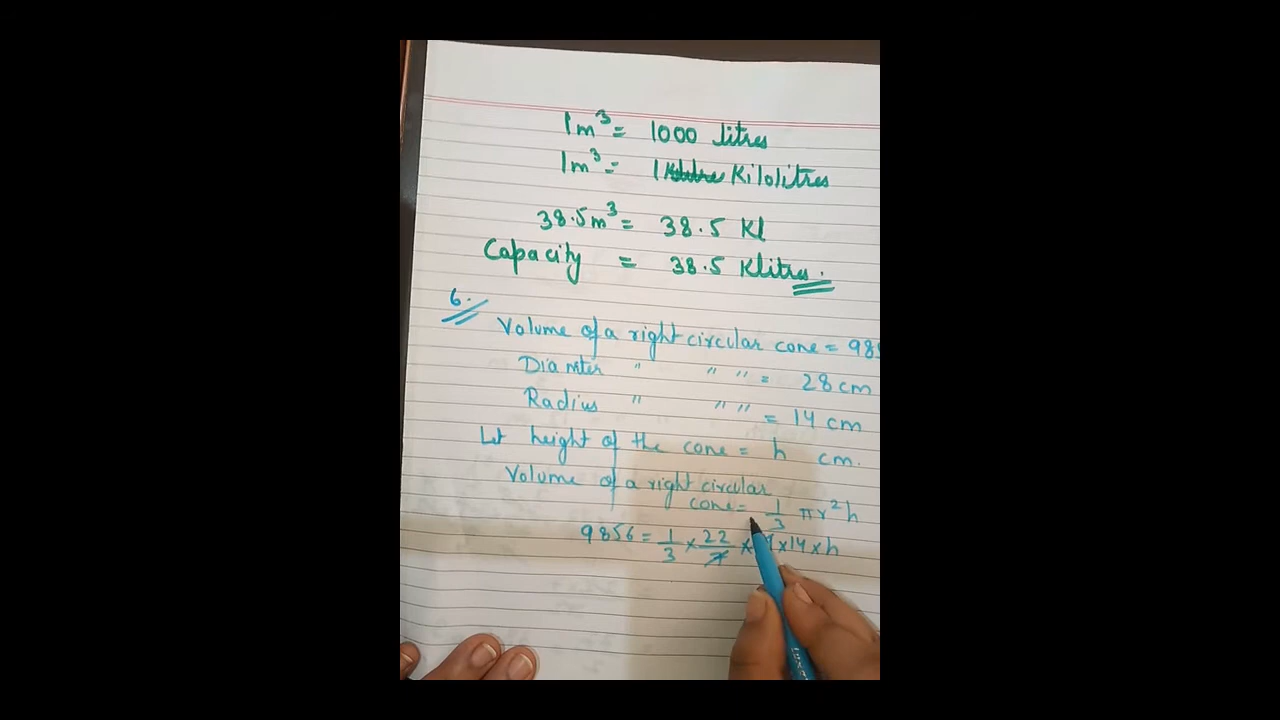 1m³ = 1000 litres
1m³ = 1 Kilolitres
38.5m³ = 38.5 Kl
Capacity = 38.5 Klitres.
6.
Volume of a right circular cone = 985
Diameter " " " = 28 cm
Radius " " " = 14 cm
Let height of the cone = h cm.
Volume of a right circular
cone = 1/3 πr²h
9856 = 1/3 × 22/7 × 14 × 14 × h